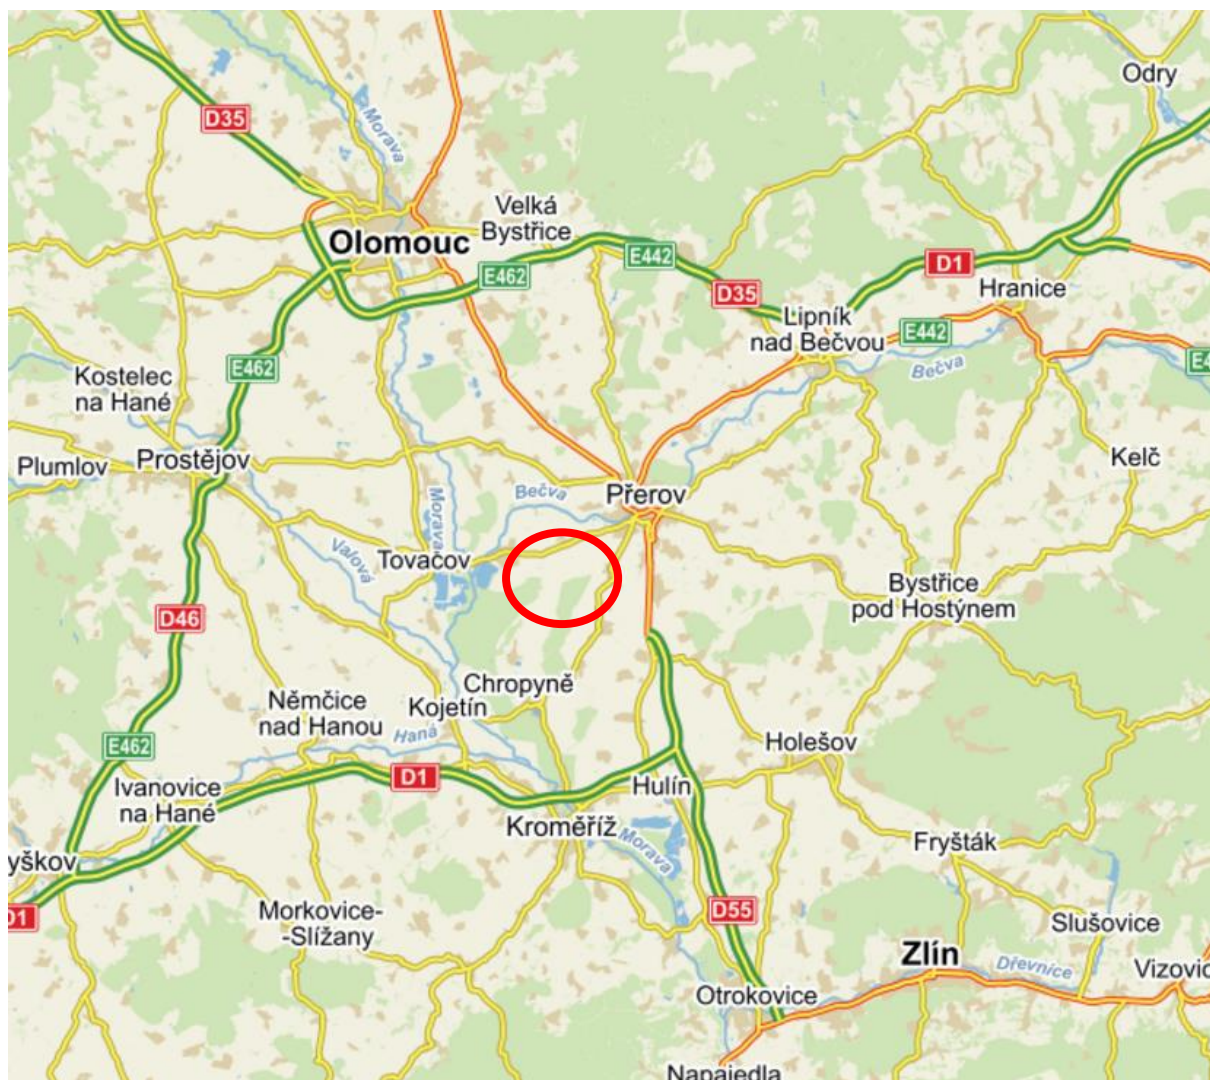 Odry
D35
Morava
Velká
Bystřice
Olomouc
E442
D1
E462
D35
Hranice
Lipník
nad Bečvou
E442
E4
Bečva
E462
Kostelec
na Hané
Plumlov
Prostějov
Kelč
Bečva
Přerov
Morava
Valová
Tovačov
Bystřice
pod Hostýnem
D46
Chropyně
Němčice
nad Hanou
Kojetín
Haná
E462
Holešov
D1
Hulín
Ivanovice
na Hané
Kroměříž
Morava
Fryšták
yškov
D1
Morkovice-
-Slížany
D55
Slušovice
Zlín
Dřevnice
Vizovic
Otrokovice
Napajedla